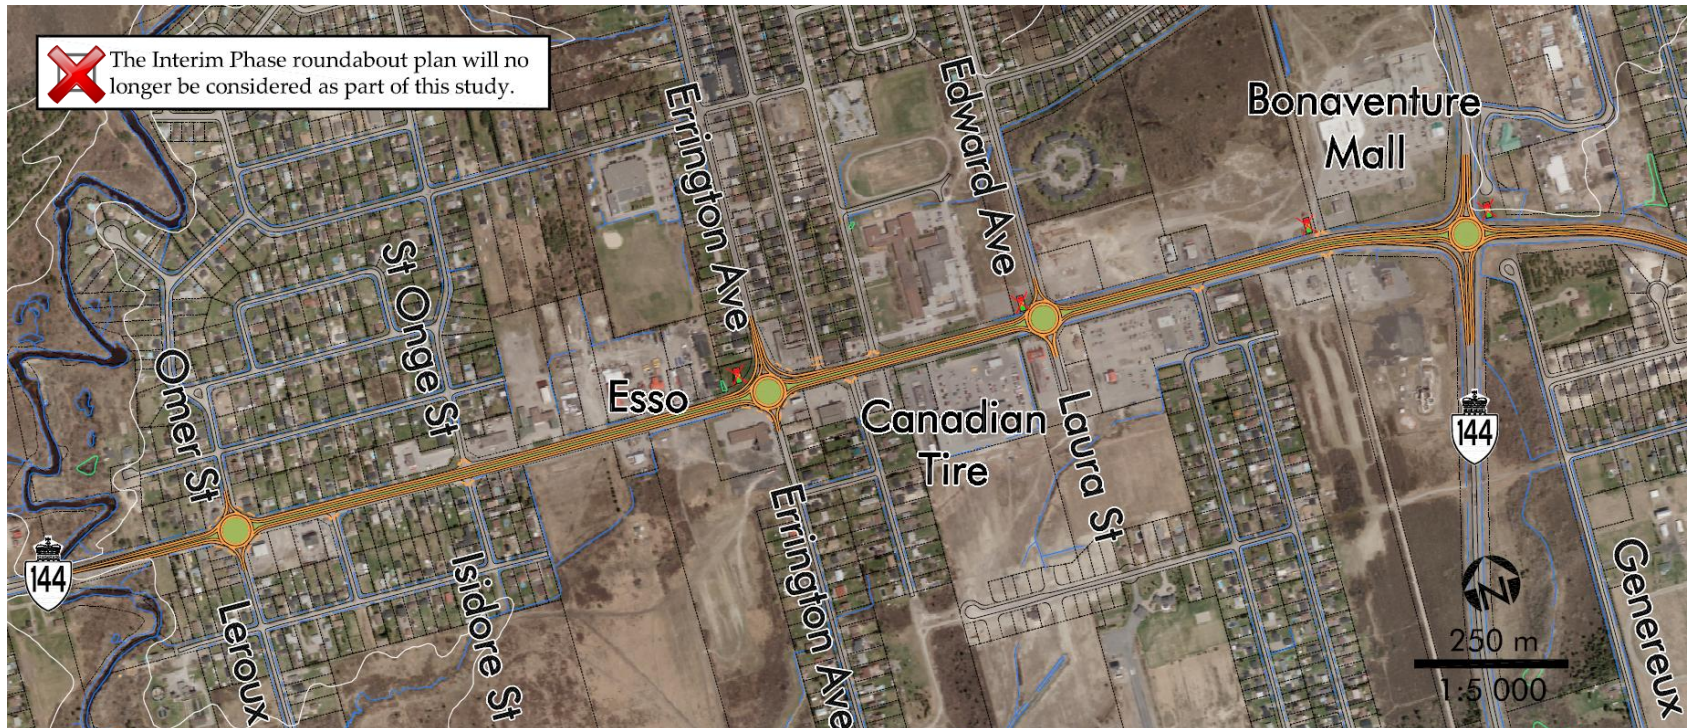 The Interim Phase roundabout plan will no
longer be considered as part of this study.
Errington Ave
Edward Ave
Bonaventure
Mall
St Onge St
Omer St
Esso
Canadian
Tire
Laura St
144
144
Leroux
Isidore St
Errington Ave
Genereux
N
250 m
1:5 000